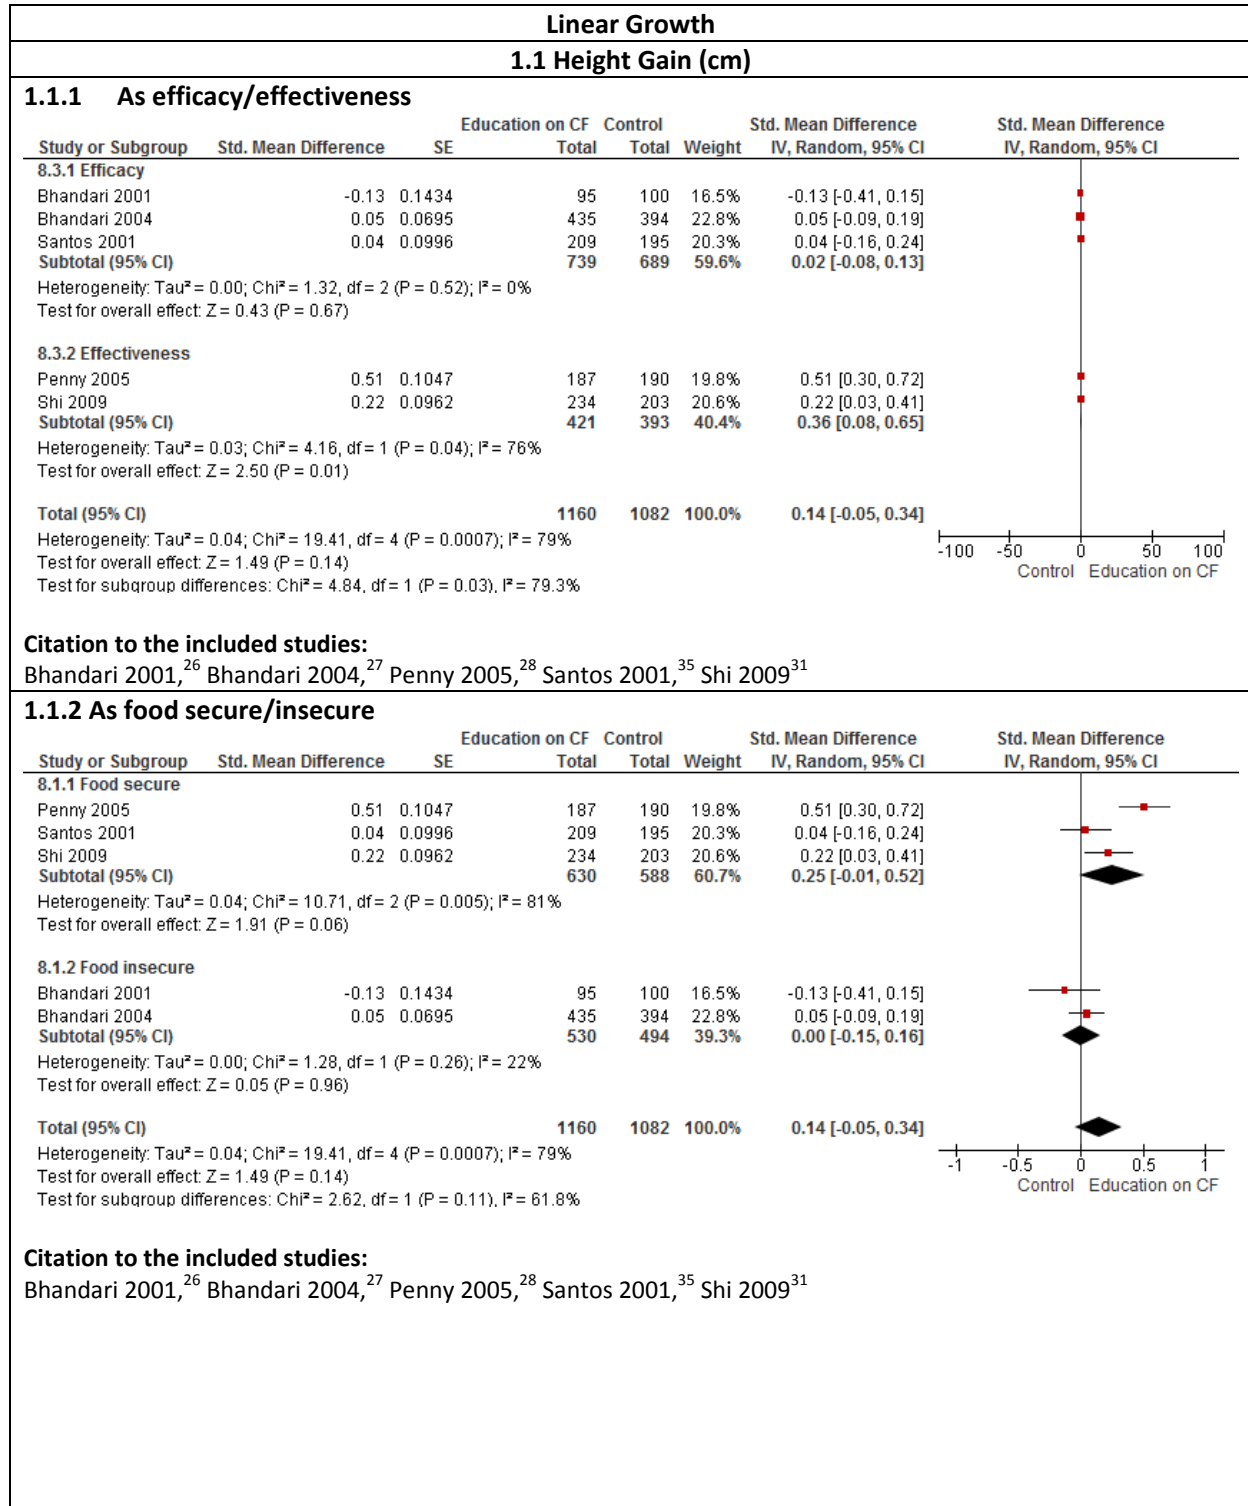 Linear Growth
1.1 Height Gain (cm)
1.1.1 As efficacy/effectiveness
Education on CF Control Std. Mean Difference Std. Mean Difference
Study or Subgroup Std. Mean Difference SE Total Total Weight IV, Random, 95% CI IV, Random, 95% CI
8.3.1 Efficacy
Bhandari 2001 -0.13 0.1434 95 100 16.5% -0.13 [-0.41, 0.15]
Bhandari 2004 0.05 0.0695 435 394 22.8% 0.05 [-0.09, 0.19]
Santos 2001 0.04 0.0996 209 195 20.3% 0.04 [-0.16, 0.24]
Subtotal (95% CI) 739 689 59.6% 0.02 [-0.08, 0.13]
Heterogeneity: Tau² = 0.00; Chi² = 1.32, df = 2 (P = 0.52); I² = 0%
Test for overall effect: Z = 0.43 (P = 0.67)
8.3.2 Effectiveness
Penny 2005 0.51 0.1047 187 190 19.8% 0.51 [0.30, 0.72]
Shi 2009 0.22 0.0962 234 203 20.6% 0.22 [0.03, 0.41]
Subtotal (95% CI) 421 393 40.4% 0.36 [0.08, 0.65]
Heterogeneity: Tau² = 0.03; Chi² = 4.16, df = 1 (P = 0.04); I² = 76%
Test for overall effect: Z = 2.50 (P = 0.01)
Total (95% CI) 1160 1082 100.0% 0.14 [-0.05, 0.34]
Heterogeneity: Tau² = 0.04; Chi² = 19.41, df = 4 (P = 0.0007); I² = 79%
Test for overall effect: Z = 1.49 (P = 0.14)
Test for subgroup differences: Chi² = 4.84, df = 1 (P = 0.03), I² = 79.3%
-100 -50 0 50 100
Control Education on CF
Citation to the included studies:
Bhandari 2001,26 Bhandari 2004,27 Penny 2005,28 Santos 2001,35 Shi 200931
1.1.2 As food secure/insecure
Education on CF Control Std. Mean Difference Std. Mean Difference
Study or Subgroup Std. Mean Difference SE Total Total Weight IV, Random, 95% CI IV, Random, 95% CI
8.1.1 Food secure
Penny 2005 0.51 0.1047 187 190 19.8% 0.51 [0.30, 0.72]
Santos 2001 0.04 0.0996 209 195 20.3% 0.04 [-0.16, 0.24]
Shi 2009 0.22 0.0962 234 203 20.6% 0.22 [0.03, 0.41]
Subtotal (95% CI) 630 588 60.7% 0.25 [-0.01, 0.52]
Heterogeneity: Tau² = 0.04; Chi² = 10.71, df = 2 (P = 0.005); I² = 81%
Test for overall effect: Z = 1.91 (P = 0.06)
8.1.2 Food insecure
Bhandari 2001 -0.13 0.1434 95 100 16.5% -0.13 [-0.41, 0.15]
Bhandari 2004 0.05 0.0695 435 394 22.8% 0.05 [-0.09, 0.19]
Subtotal (95% CI) 530 494 39.3% 0.00 [-0.15, 0.16]
Heterogeneity: Tau² = 0.00; Chi² = 1.28, df = 1 (P = 0.26); I² = 22%
Test for overall effect: Z = 0.05 (P = 0.96)
Total (95% CI) 1160 1082 100.0% 0.14 [-0.05, 0.34]
Heterogeneity: Tau² = 0.04; Chi² = 19.41, df = 4 (P = 0.0007); I² = 79%
Test for overall effect: Z = 1.49 (P = 0.14)
Test for subgroup differences: Chi² = 2.62, df = 1 (P = 0.11), I² = 61.8%
-1 -0.5 0 0.5 1
Control Education on CF
Citation to the included studies:
Bhandari 2001,26 Bhandari 2004,27 Penny 2005,28 Santos 2001,35 Shi 200931